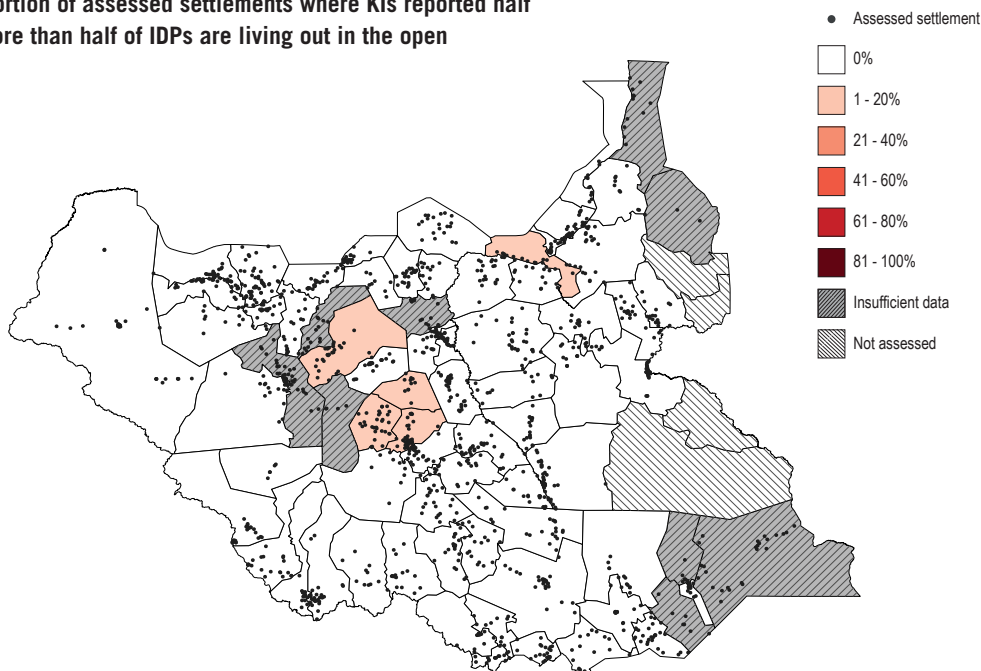 of assessed settlements where KIs reported half
than half of IDPs are living out in the open
Assessed settlement
0%
1 - 20%
21 - 40%
41 - 60%
61 - 80%
81 - 100%
Insufficient data
Not assessed